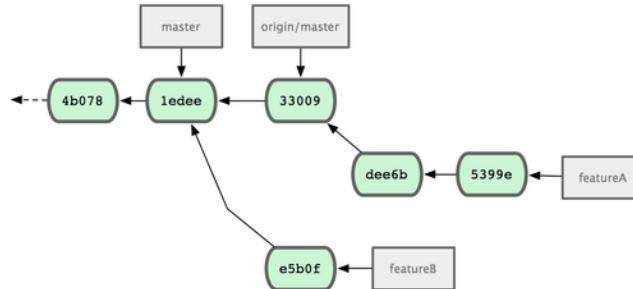 master
origin/master
4b078
1edee
33009
dee6b
5399e
featureA
e5b0f
featureB